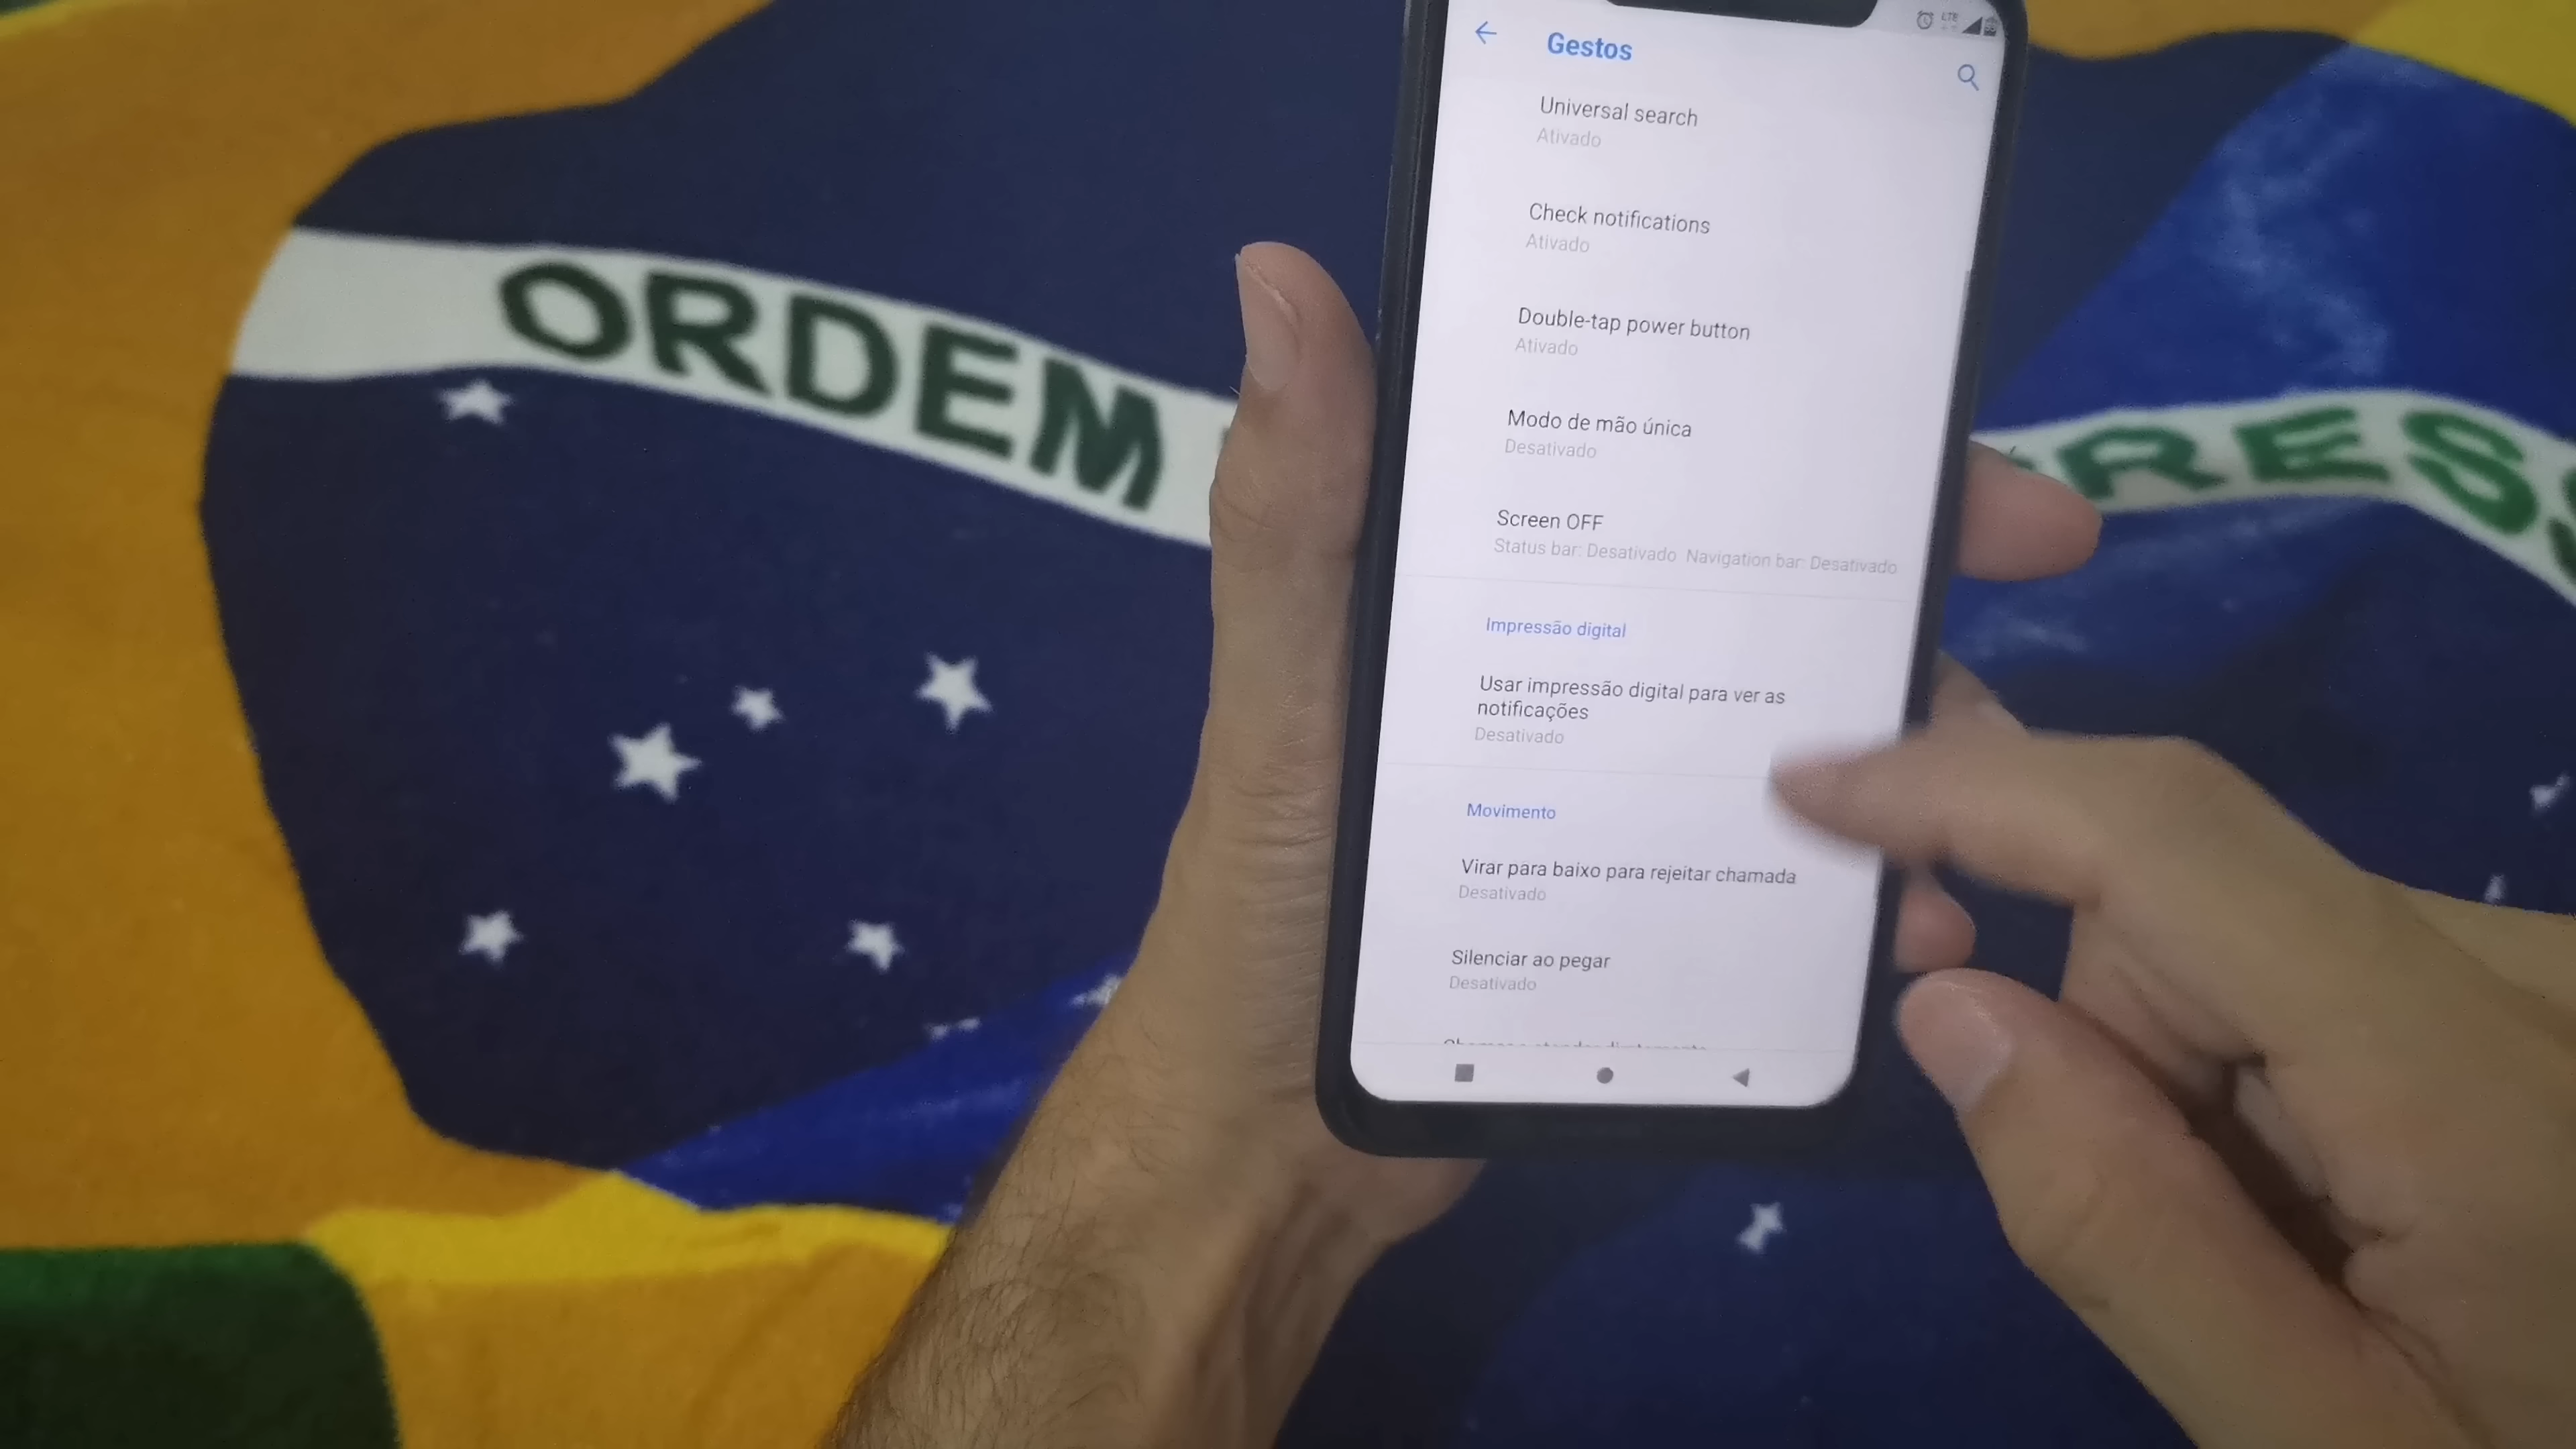 ORDEM
RESS
LTE
Gestos
Universal search
Ativado
Check notifications
Ativado
Double-tap power button
Ativado
Modo de mão única
Desativado
Screen OFF
Status bar: Desativado Navigation bar: Desativado
Impressão digital
Usar impressão digital para ver as
notificações
Desativado
Movimento
Virar para baixo para rejeitar chamada
Desativado
Silenciar ao pegar
Desativado